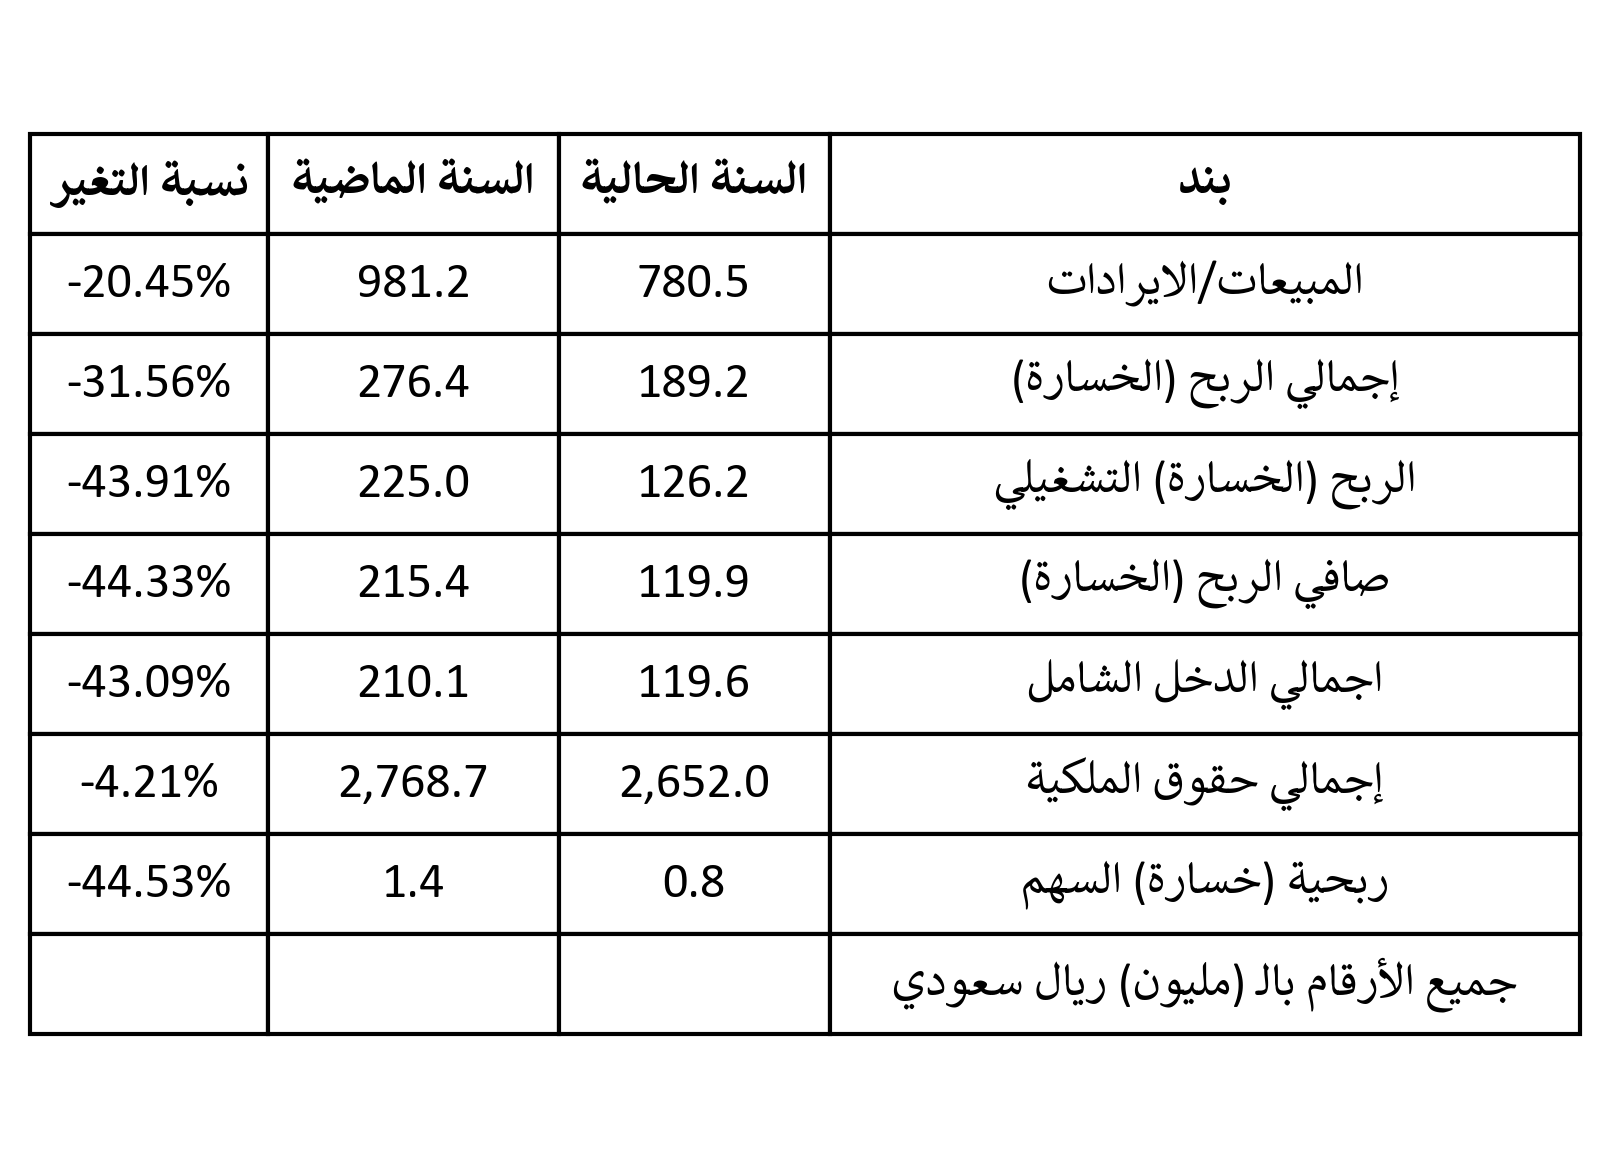 بند السنة الحالية السنة الماضية نسبة التغير
المبيعات/الايرادات 780.5 981.2 -20.45%
إجمالي الربح (الخسارة) 189.2 276.4 -31.56%
الربح (الخسارة) التشغيلي 126.2 225.0 -43.91%
صافي الربح (الخسارة) 119.9 215.4 -44.33%
اجمالي الدخل الشامل 119.6 210.1 -43.09%
إجمالي حقوق الملكية 2,652.0 2,768.7 -4.21%
ربحية (خسارة) السهم 0.8 1.4 -44.53%
جميع الأرقام بالـ (مليون) ريال سعودي